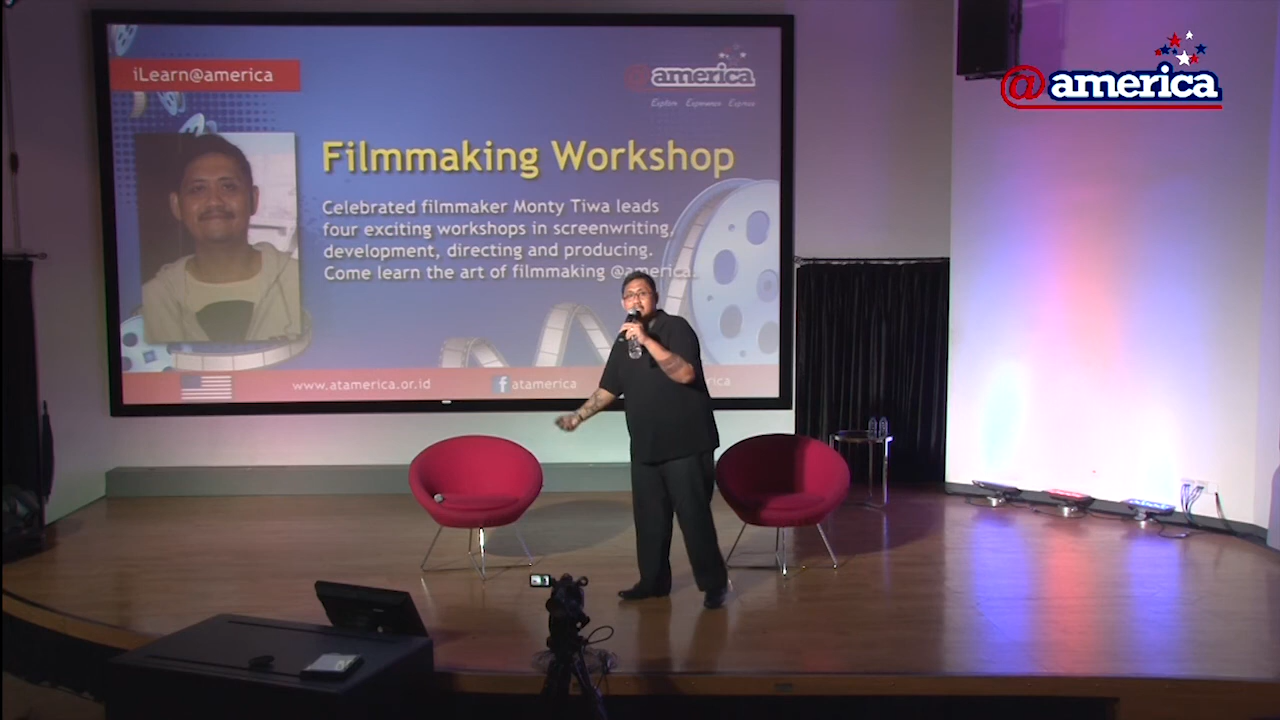 iLearn@america
@america
Explore Experience Express
Filmmaking Workshop
Celebrated filmmaker Monty Tiwa leads
four exciting workshops in screenwriting,
development, directing and producing.
Come learn the art of filmmaking @america.
www.atamerica.or.id
f atamerica
@america